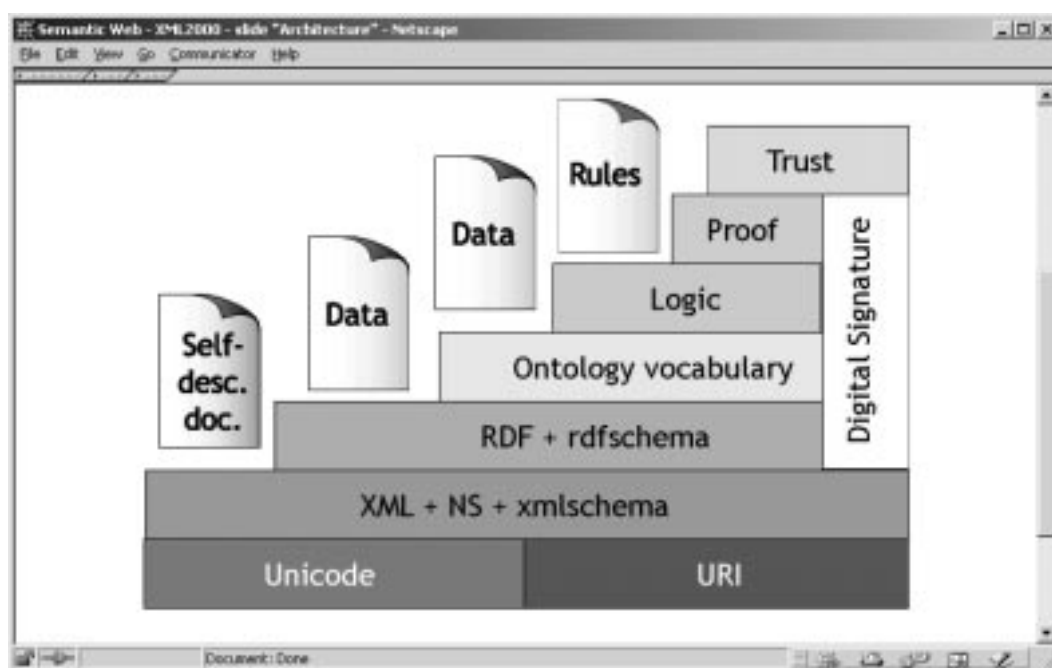 Semantic Web - XML2000 - slide "Architecture" - Netscape
File Edit View Go Communicator Help
Rules
Trust
Data
Proof
Data
Logic
Self-
desc.
doc.
Ontology vocabulary
Digital Signature
RDF + rdfschema
XML + NS + xmlschema
Unicode
URI
Document: Done